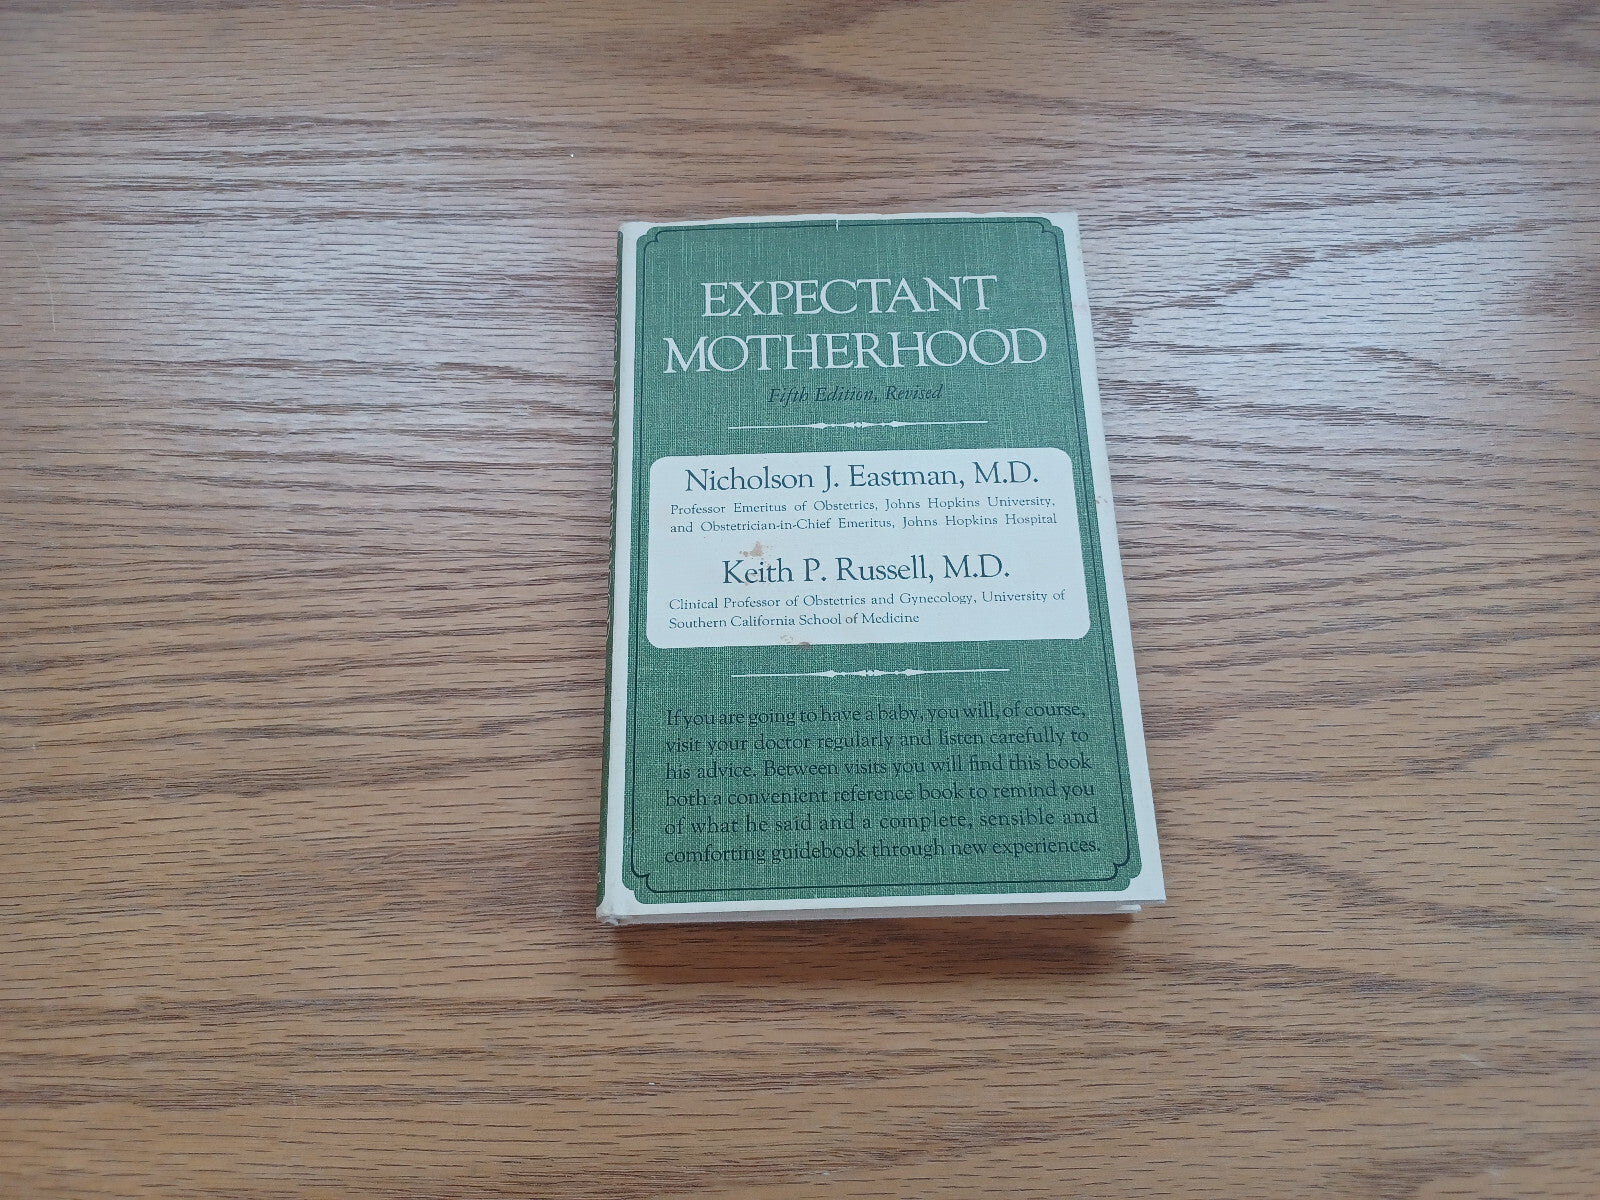 EXPECTANT
MOTHERHOOD
Fifth Edition, Revised
Nicholson J. Eastman, M.D.
Professor Emeritus of Obstetrics, Johns Hopkins University,
and Obstetrician-in-Chief Emeritus, Johns Hopkins Hospital
Keith P. Russell, M.D.
Clinical Professor of Obstetrics and Gynecology, University of
Southern California School of Medicine
If you are going to have a baby, you will, of course,
visit your doctor regularly and listen carefully to
his advice. Between visits you will find this book
both a convenient reference book to remind you
of what he said and a complete, sensible and
comforting guidebook through new experiences.